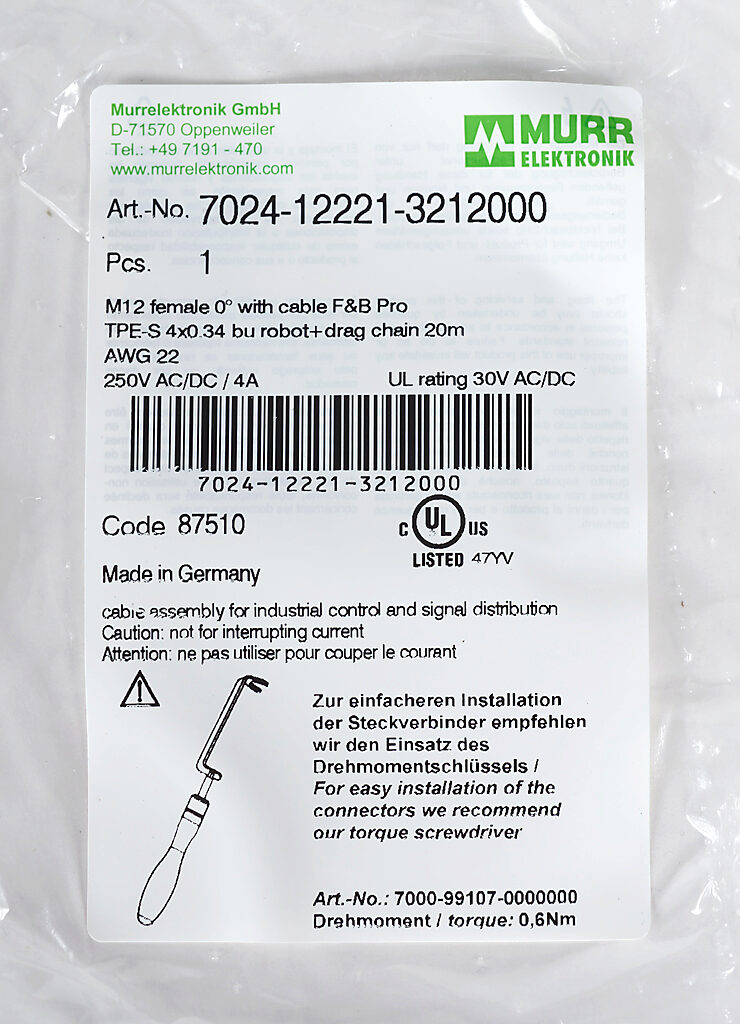 Murrelektronik GmbH
D-71570 Oppenweiler
Tel.: +49 7191 - 470
www.murrelektronik.com
MURR
ELEKTRONIK
Art.-No. 7024-12221-3212000
Pcs. 1
M12 female 0° with cable F&B Pro
TPE-S 4x0.34 bu robot+drag chain 20m
AWG 22
250V AC/DC / 4A UL rating 30V AC/DC
7024-12221-3212000
Code 87510
c UL us
LISTED 47YV
Made in Germany
cable assembly for industrial control and signal distribution
Caution: not for interrupting current
Attention: ne pas utiliser pour couper le courant
Zur einfacheren Installation
der Steckverbinder empfehlen
wir den Einsatz des
Drehmomentschlüssels /
For easy installation of the
connectors we recommend
our torque screwdriver
Art.-No.: 7000-99107-0000000
Drehmoment / torque: 0,6Nm